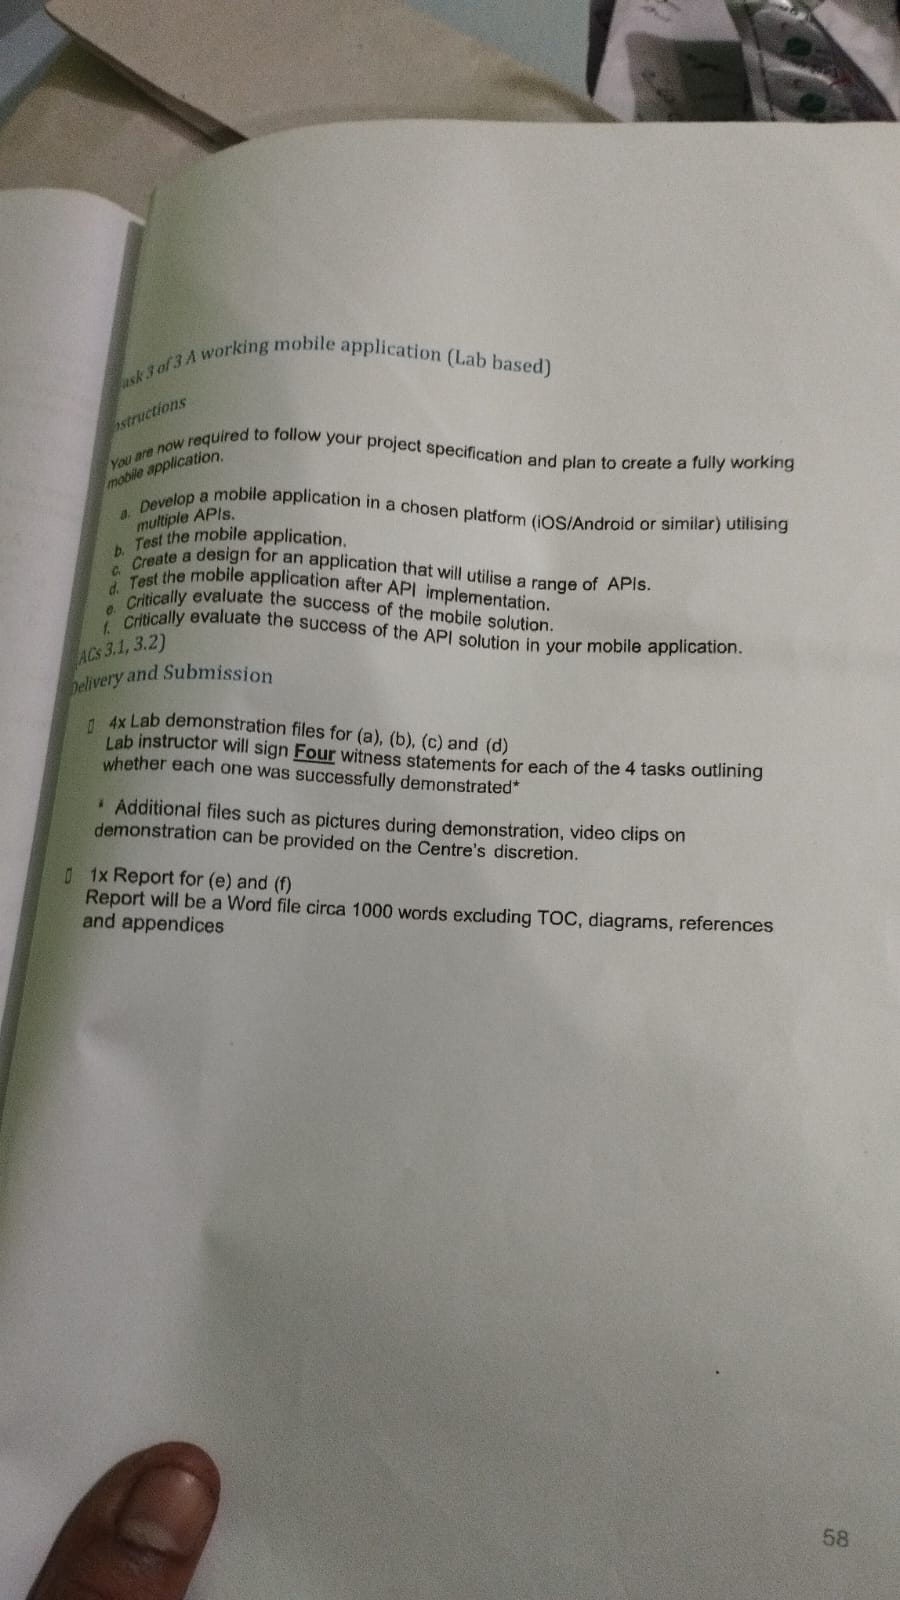 ask 3 of 3 A working mobile application (Lab based)
nstructions
You are now required to follow your project specification and plan to create a fully working
mobile application.
a. Develop a mobile application in a chosen platform (iOS/Android or similar) utilising
multiple APIs.
b. Test the mobile application.
c. Create a design for an application that will utilise a range of APIs.
d. Test the mobile application after API implementation.
e. Critically evaluate the success of the mobile solution.
f. Critically evaluate the success of the API solution in your mobile application.
ACs 3.1, 3.2)
Delivery and Submission
▯ 4x Lab demonstration files for (a), (b), (c) and (d)
Lab instructor will sign Four witness statements for each of the 4 tasks outlining
whether each one was successfully demonstrated*
* Additional files such as pictures during demonstration, video clips on
demonstration can be provided on the Centre's discretion.
▯ 1x Report for (e) and (f)
Report will be a Word file circa 1000 words excluding TOC, diagrams, references
and appendices
58